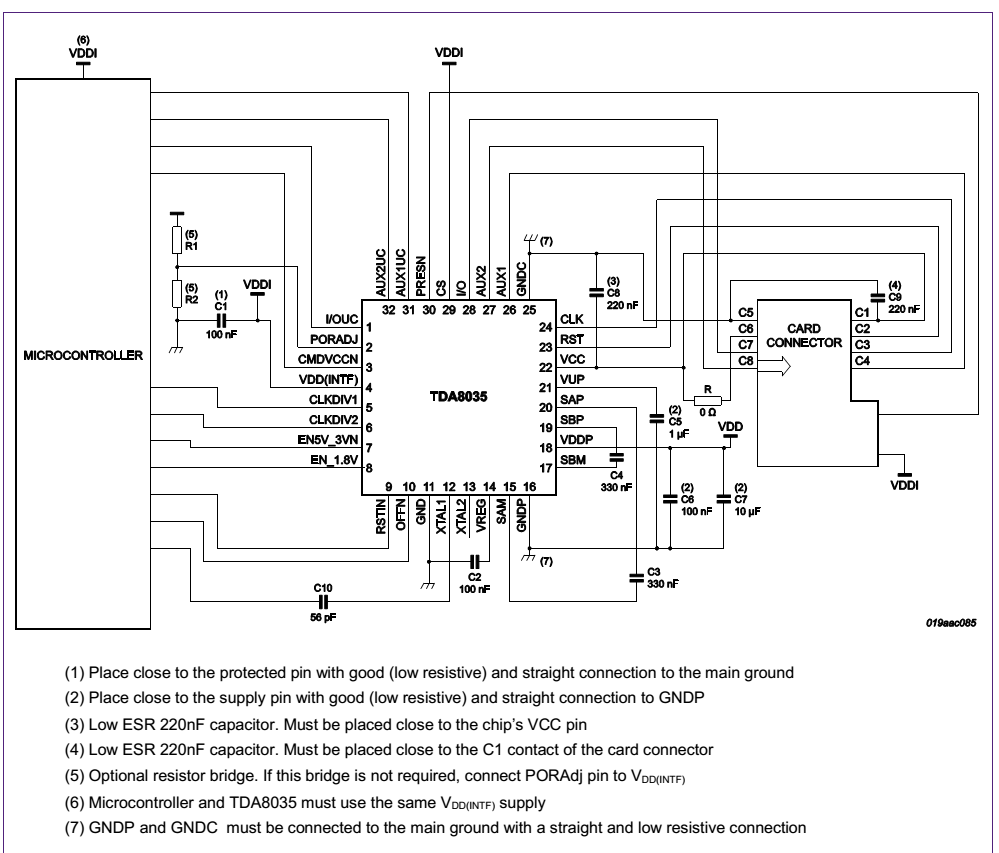 (6)
VDDI
VDDI
(5)
R1
(5)
R2
(1)
C1
100 nF
VDDI
MICROCONTROLLER
AUX2UC
AUX1UC
PRESN
CS
I/O
AUX2
AUX1
GNDC
(7)
32 31 30 29 28 27 26 25
I/OUC 1
PORADJ 2
CMDVCCN 3
VDD(INTF) 4
CLKDIV1 5
CLKDIV2 6
EN5V_3VN 7
EN_1.8V 8
TDA8035
24 CLK
23 RST
22 VCC
21 VUP
20 SAP
19 SBP
18 VDDP
17 SBM
9 10 11 12 13 14 15 16
RSTIN
OFFN
GND
XTAL1
XTAL2
VREG
SAM
GNDP
(7)
(3)
C8
220 nF
(4)
C9
220 nF
C5
C6
C7
C8
CARD
CONNECTOR
C1
C2
C3
C4
R
0 Ω
(2)
C5
1 µF
VDD
C4
330 nF
(2)
C6
100 nF
(2)
C7
10 µF
VDDI
C2
100 nF
C3
330 nF
C10
56 pF
019aac085
(1) Place close to the protected pin with good (low resistive) and straight connection to the main ground
(2) Place close to the supply pin with good (low resistive) and straight connection to GNDP
(3) Low ESR 220nF capacitor. Must be placed close to the chip's VCC pin
(4) Low ESR 220nF capacitor. Must be placed close to the C1 contact of the card connector
(5) Optional resistor bridge. If this bridge is not required, connect PORAdj pin to VDD(INTF)
(6) Microcontroller and TDA8035 must use the same VDD(INTF) supply
(7) GNDP and GNDC must be connected to the main ground with a straight and low resistive connection